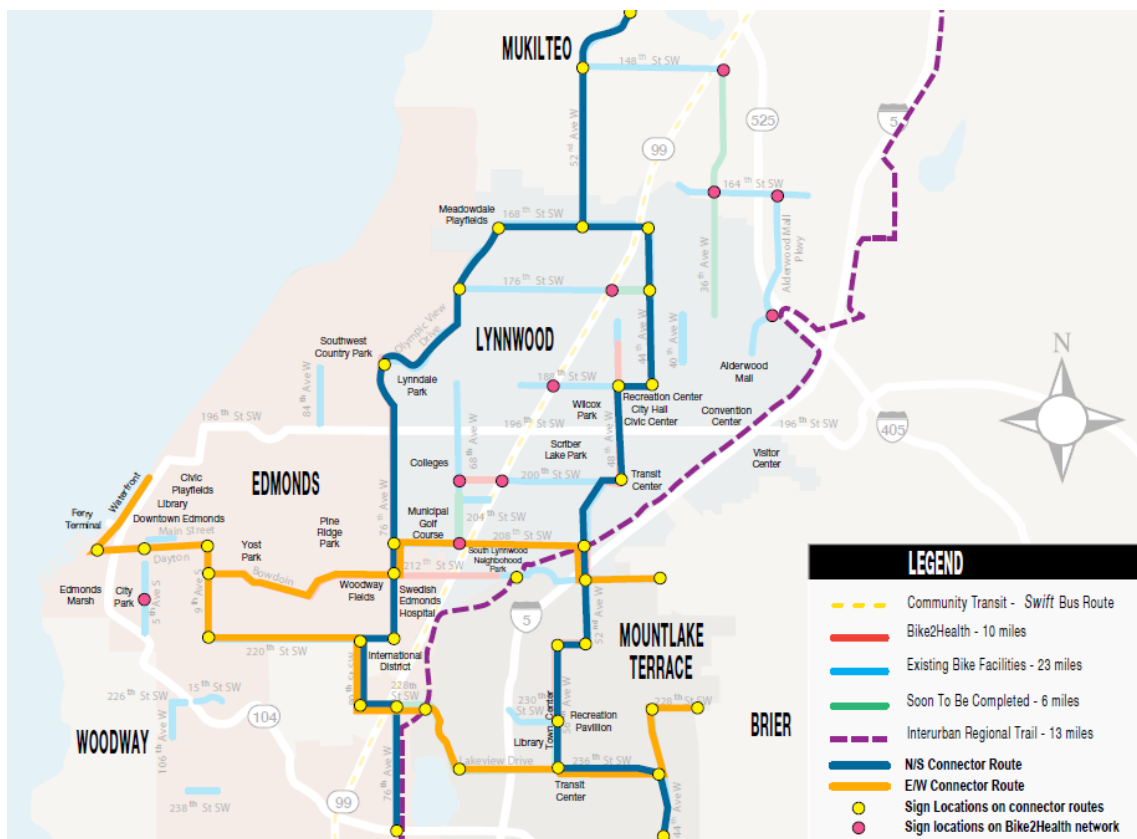 MUKILTEO
148th St SW
5
525
52nd Ave W
99
164th St SW
Meadowdale
Playfields
168th St SW
36th Ave W
Alderwood Mall
Pkwy
176th St SW
Olympic View
Drive
LYNNWOOD
44th Ave W
40th Ave W
Southwest
Country Park
Lynndale
Park
188th St SW
Alderwood
Mall
N
84th Ave W
Wilcox
Park
Recreation Center
City Hall
Civic Center
Convention
Center
196th St SW
196th St SW
196th St SW
405
68th Ave W
48th Ave W
Scriber
Lake Park
Visitor
Center
Colleges
200th St SW
Transit
Center
EDMONDS
Waterfront
Civic
Playfields
Library
Ferry
Terminal
Downtown Edmonds
Main Street
76th Ave W
Municipal
Golf
Course
204th St SW
208th St SW
Pine
Ridge
Park
Yost
Park
Dayton
Bowdoin
212th St SW
South Lynnwood
Neighborhood
Park
Edmonds
Marsh
City
Park
5th Ave S
9th Ave S
Woodway
Fields
Swedish
Edmonds
Hospital
5
52nd Ave W
MOUNTLAKE
TERRACE
220th St SW
International
District
80th St SW
228th
St SW
226th St SW
15th St SW
104
WOODWAY
106th Ave W
230th
St SW
Town Center
56th Ave W
Recreation
Pavilion
Library
228th St SW
BRIER
Lakeview Drive
236th St SW
Transit
Center
76th Ave W
238th St SW
99
44th Ave W
LEGEND
Community Transit - Swift Bus Route
Bike2Health - 10 miles
Existing Bike Facilities - 23 miles
Soon To Be Completed - 6 miles
Interurban Regional Trail - 13 miles
N/S Connector Route
E/W Connector Route
Sign Locations on connector routes
Sign locations on Bike2Health network